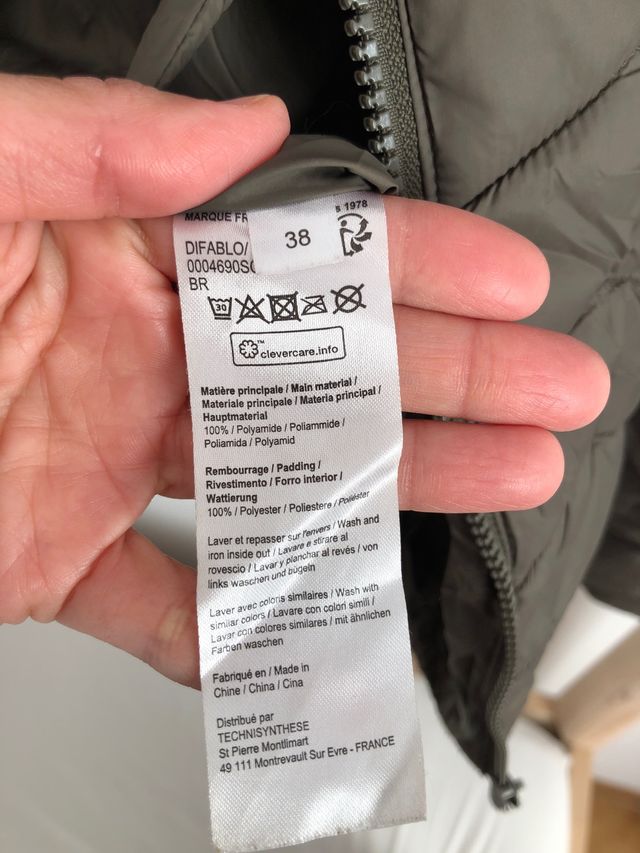 MARQUE FR
s 1978
38
DIFABLO/
0004690S
BR
30
clevercare.info
Matière principale / Main material /
Materiale principale / Materia principal /
Hauptmaterial
100% / Polyamide / Poliammide /
Poliamida / Polyamid
Rembourrage / Padding /
Rivestimento / Forro interior /
Wattierung
100% / Polyester / Poliestere / Poliéster
Laver et repasser sur l'envers / Wash and
iron inside out / Lavare e stirare al
rovescio / Lavar y planchar al revés / von
links waschen und bügeln
Laver avec coloris similaires / Wash with
similar colors / Lavare con colori simili /
Lavar con colores similares / mit ähnlichen
Farben waschen
Fabriqué en / Made in
Chine / China / Cina
Distribué par
TECHNISYNTHESE
St Pierre Montlimart
49 111 Montrevault Sur Evre - FRANCE